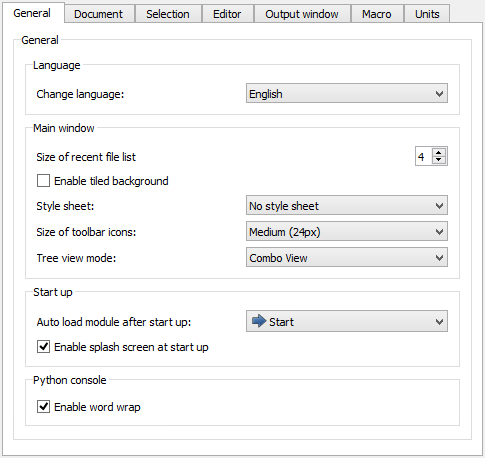 General Document Selection Editor Output window Macro Units
General
Language
Change language: English
Main window
Size of recent file list 4
Enable tiled background
Style sheet: No style sheet
Size of toolbar icons: Medium (24px)
Tree view mode: Combo View
Start up
Auto load module after start up: Start
Enable splash screen at start up
Python console
Enable word wrap